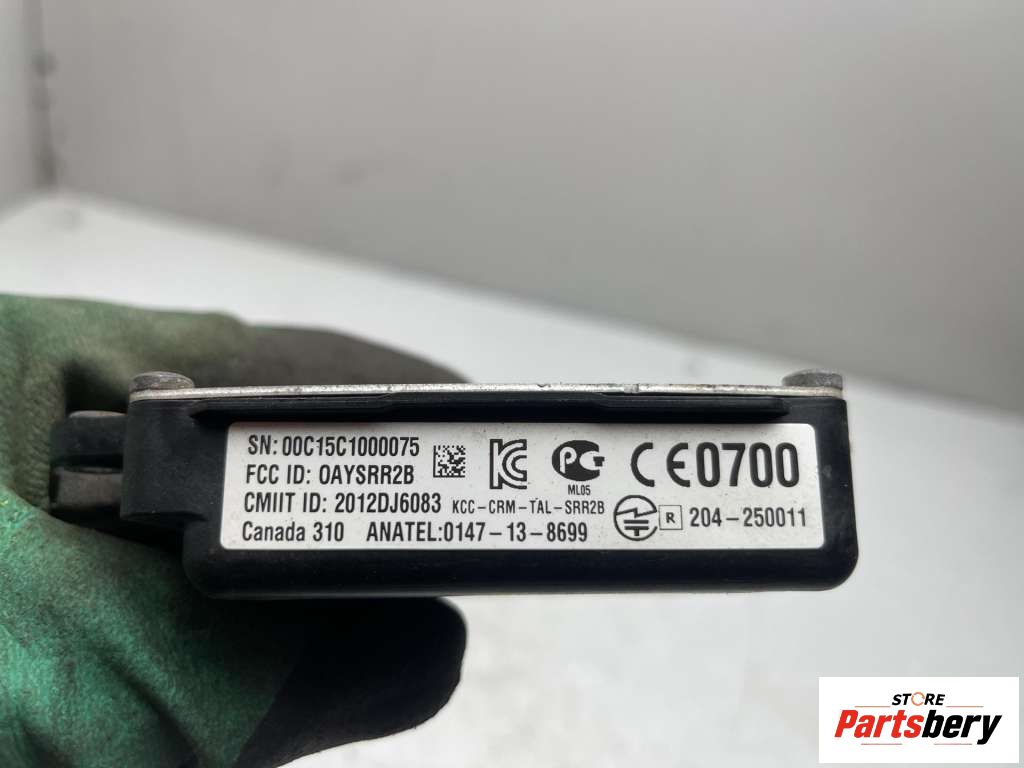 SN: 00C15C1000075
FCC ID: OAYSRR2B
CMIIT ID: 2012DJ6083
Canada 310 ANATEL:0147-13-8699
KCC-CRM-TAL-SRR2B
ML05
CE0700
R 204-250011
STORE
Partsbery